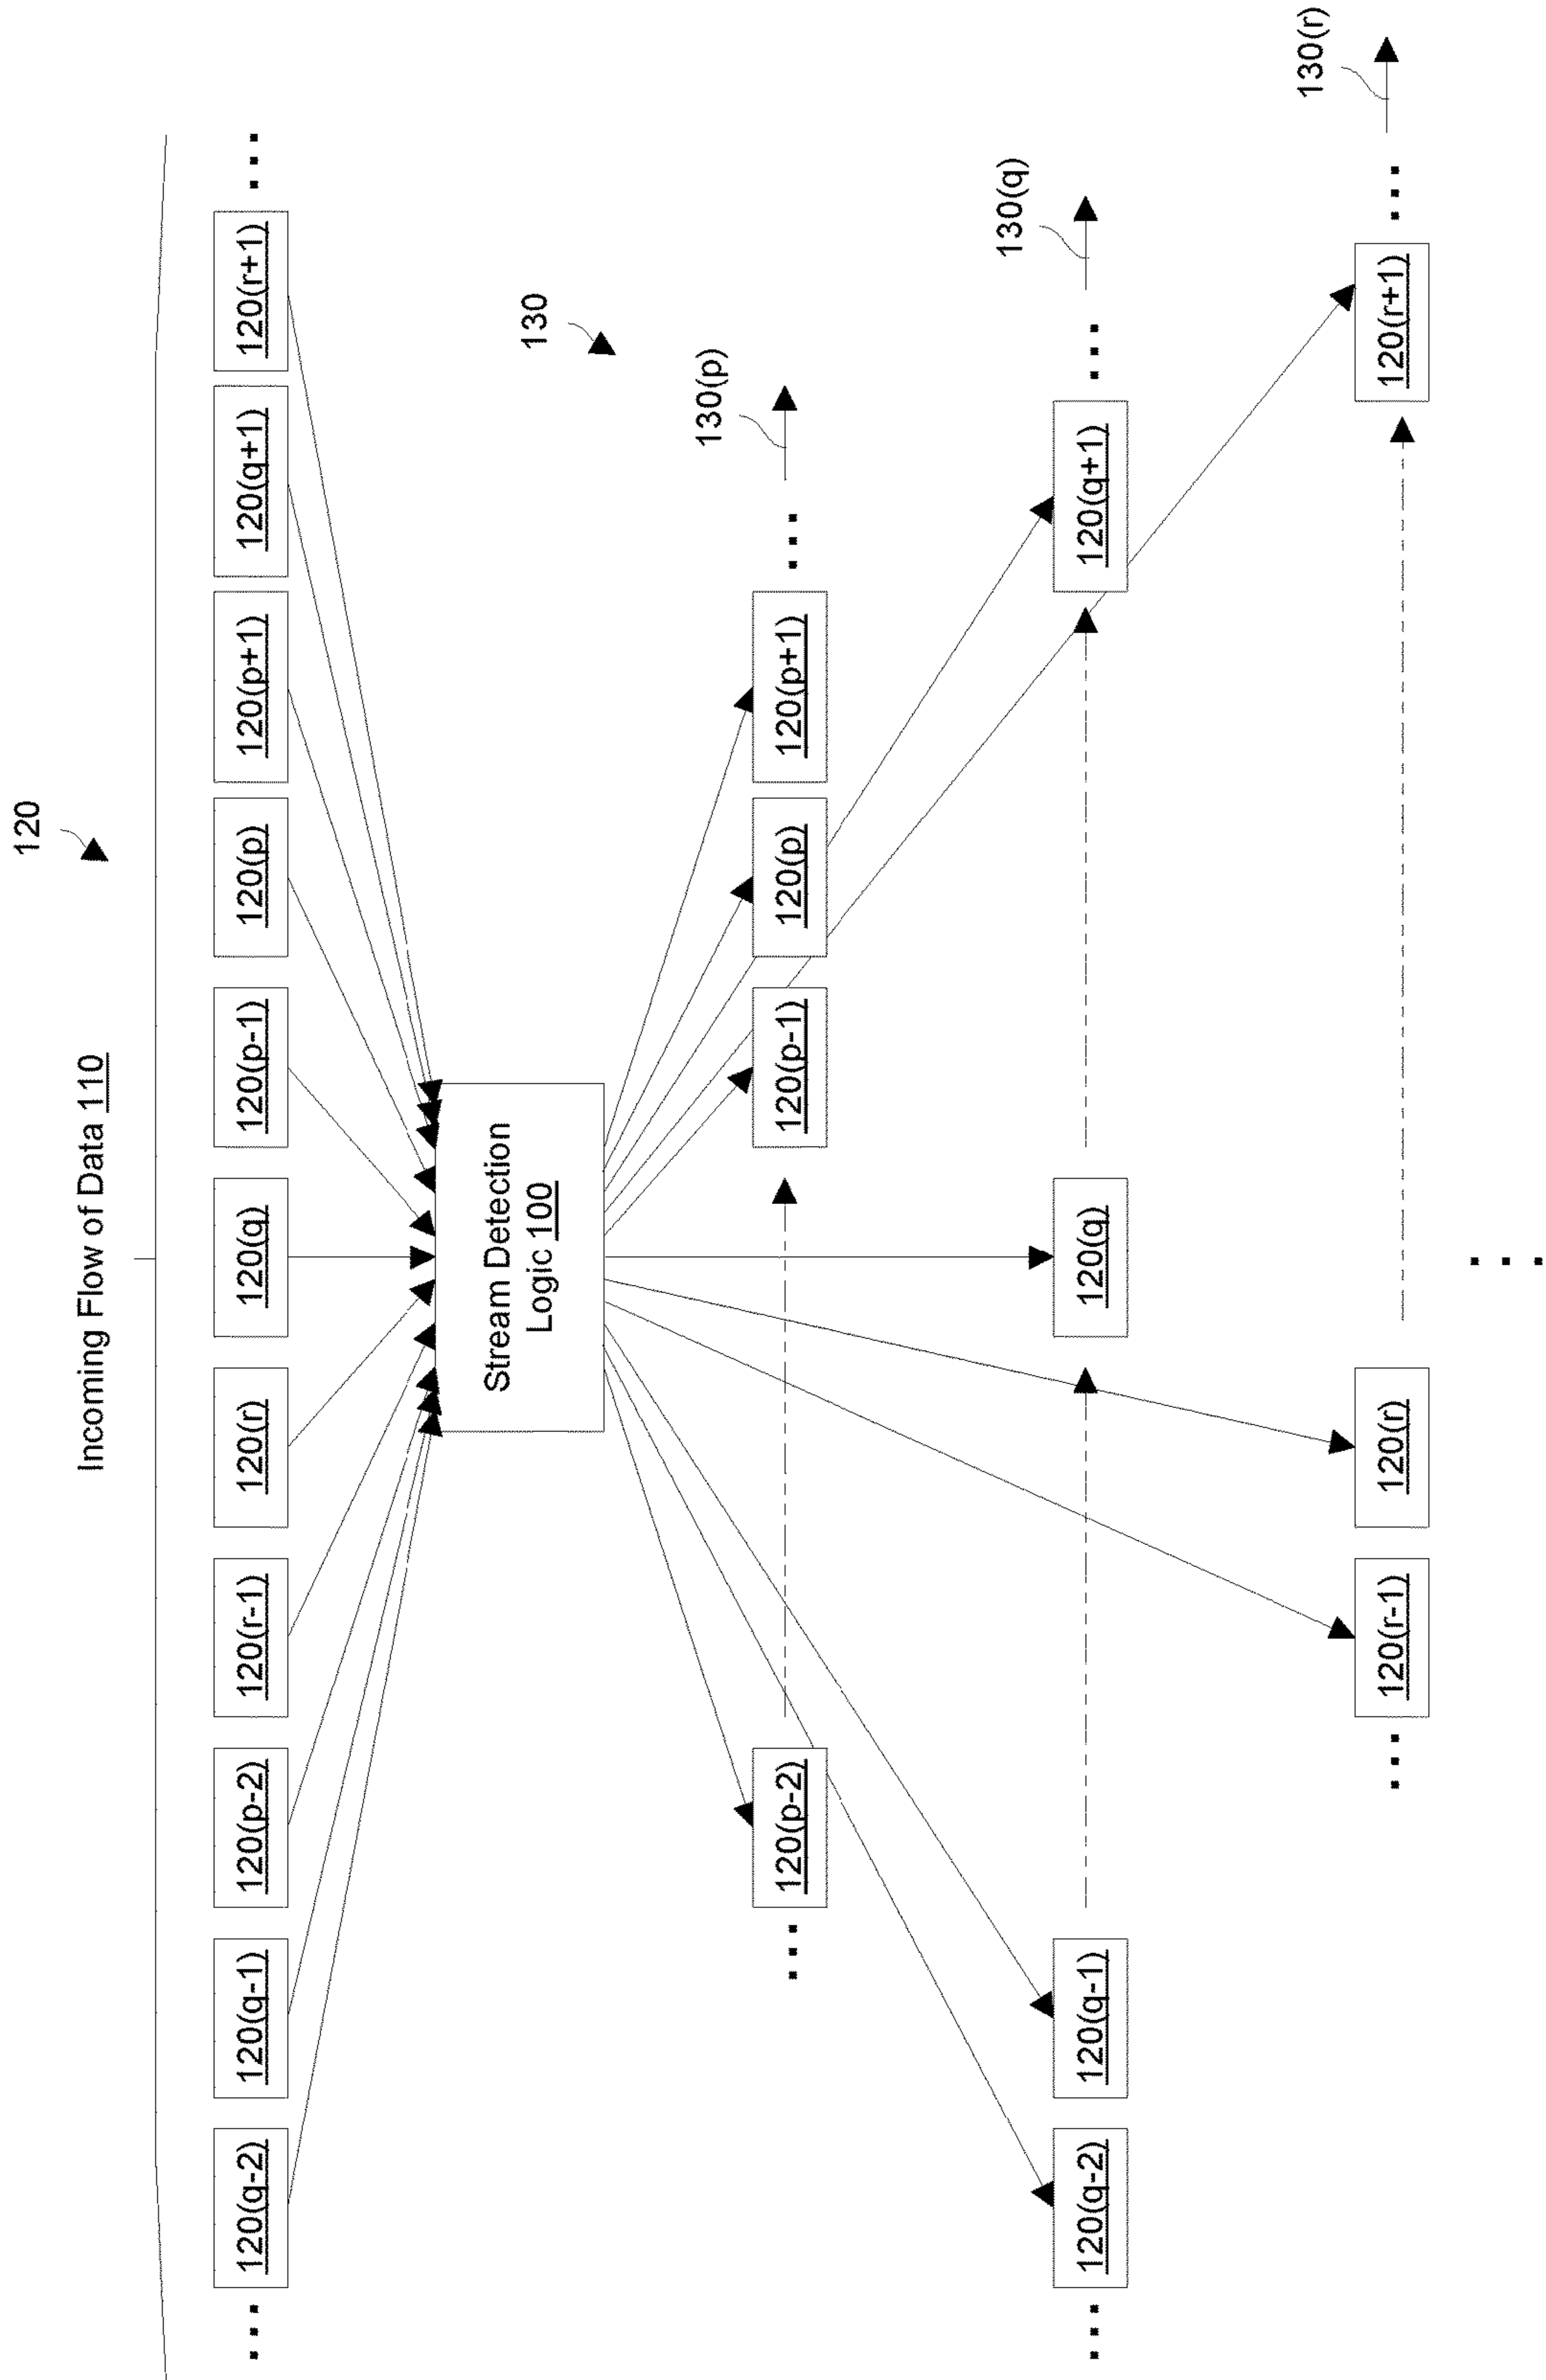 120
Incoming Flow of Data 110
120(q-2)
120(q-1)
120(p-2)
120(r-1)
120(r)
120(q)
120(p-1)
120(p)
120(p+1)
120(q+1)
120(r+1)
Stream Detection
Logic 100
130
130(p)
120(p-2)
120(p-1)
120(p)
120(p+1)
130(q)
120(q-2)
120(q-1)
120(q)
120(q+1)
130(r)
120(r-1)
120(r)
120(r+1)